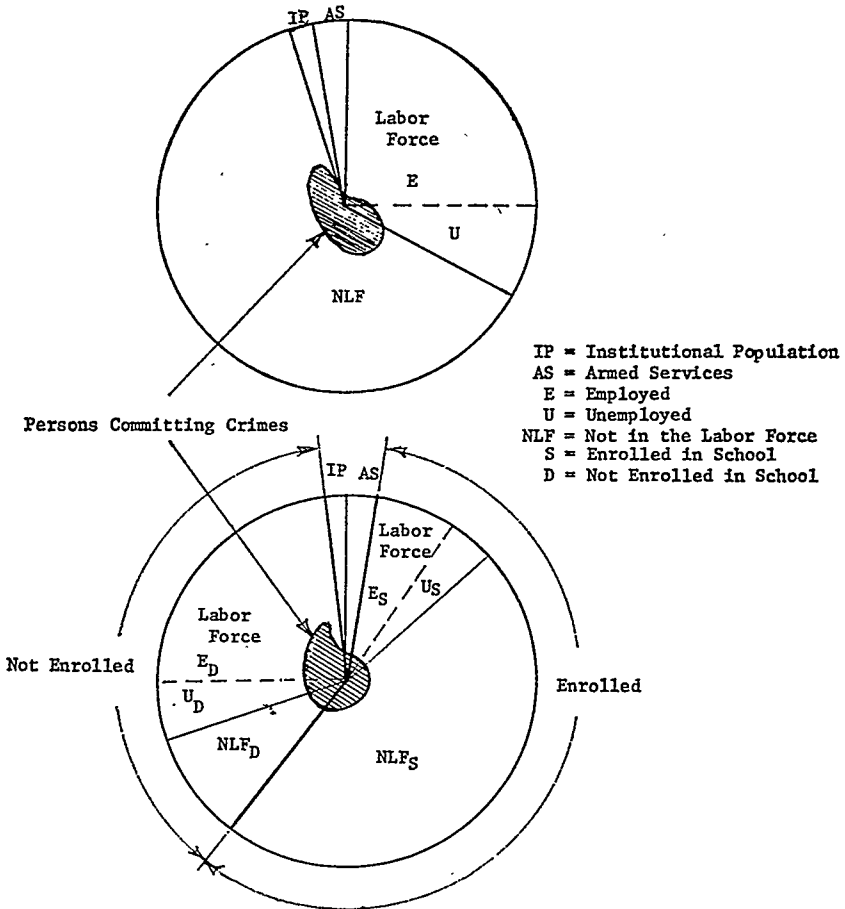 IP AS
Labor
Force
E
U
NLF
IP = Institutional Population
AS = Armed Services
E = Employed
U = Unemployed
NLF = Not in the Labor Force
S = Enrolled in School
D = Not Enrolled in School
Persons Committing Crimes
IP AS
Labor
Force
E_S U_S
Labor
Force
E_D
U_D
Not Enrolled
Enrolled
NLF_D
NLF_S